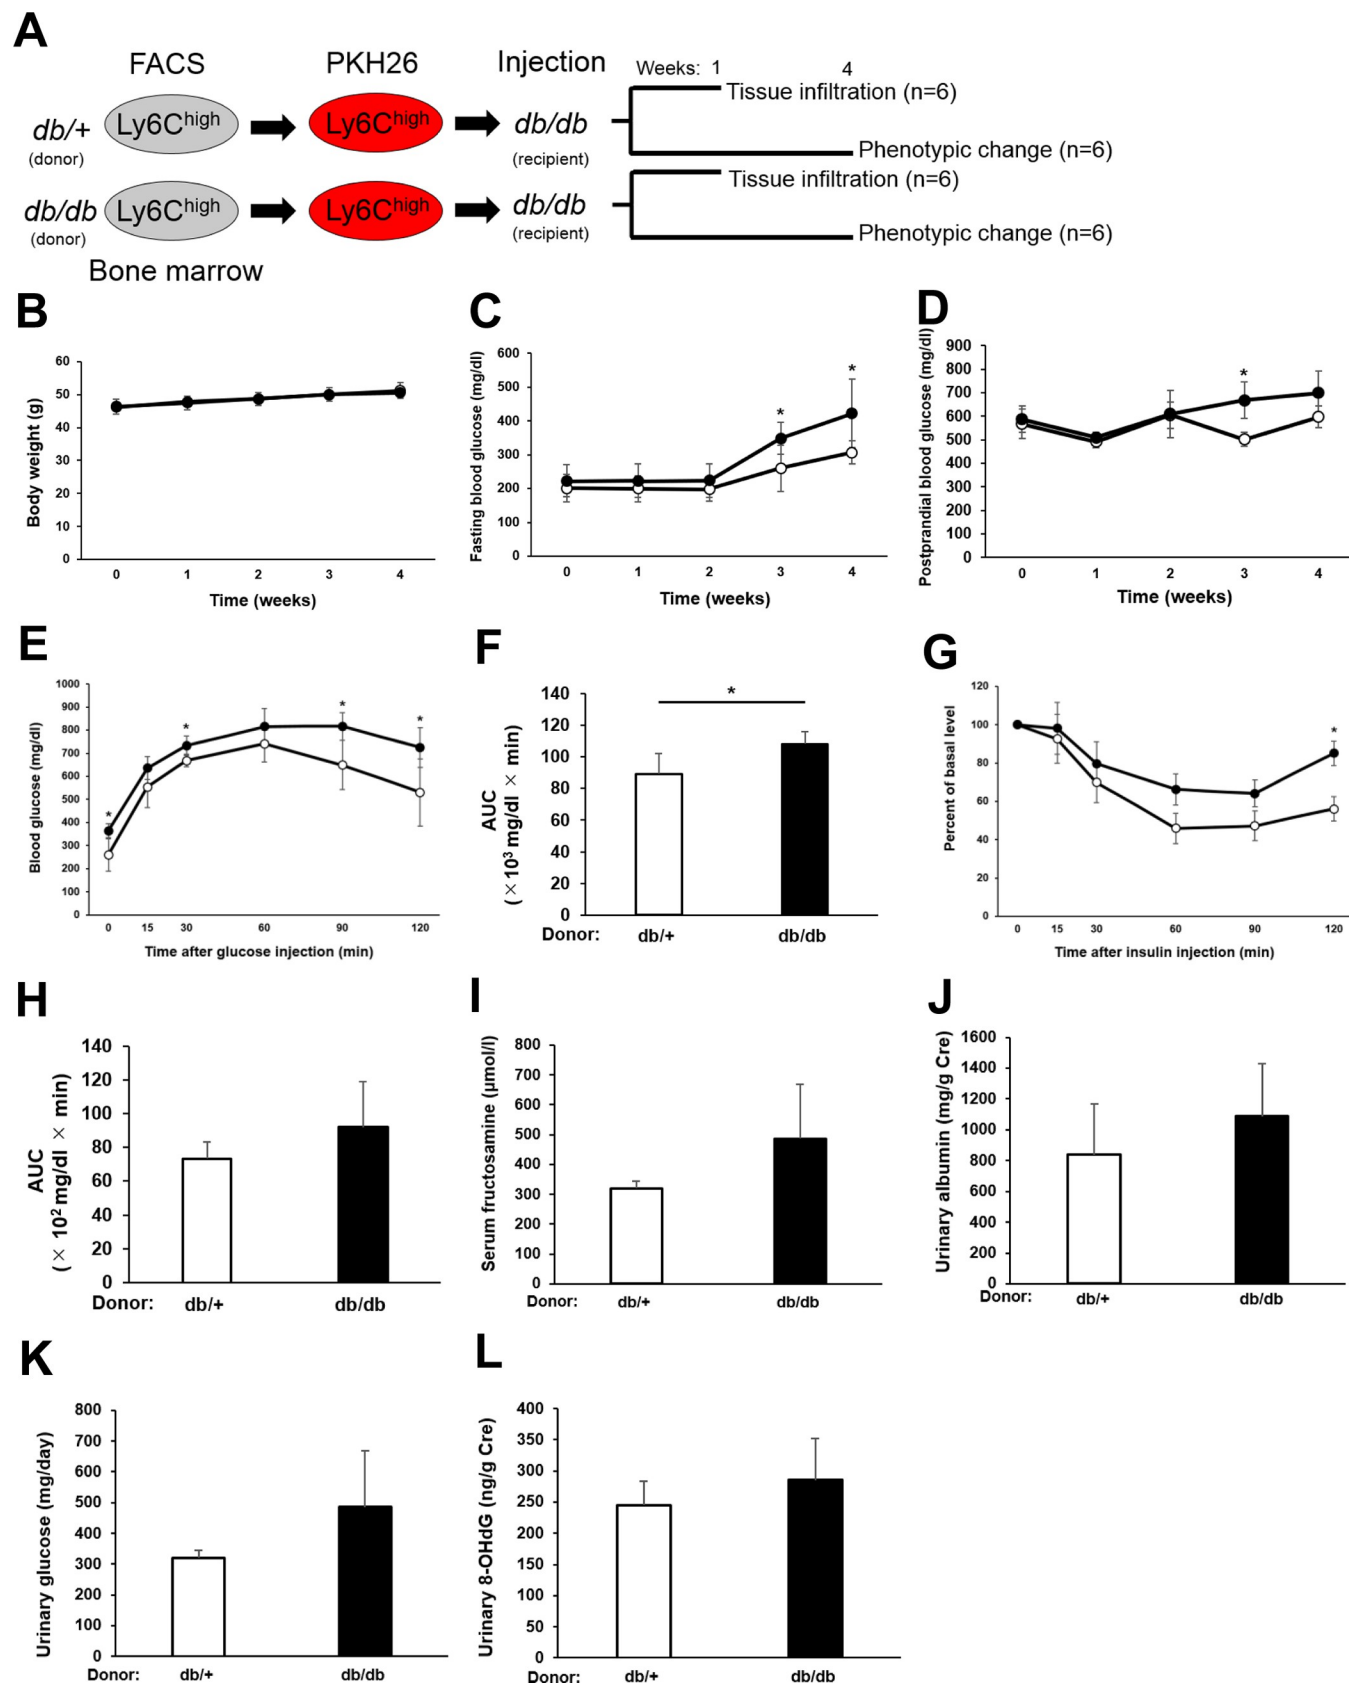 A
FACS PKH26 Injection Weeks: 1 4
db/+ (donor) Ly6Chigh Ly6Chigh db/db (recipient) Tissue infiltration (n=6)
Phenotypic change (n=6)
db/db (donor) Ly6Chigh Ly6Chigh db/db (recipient) Tissue infiltration (n=6)
Phenotypic change (n=6)
Bone marrow
B
Body weight (g)
60
50
40
30
20
10
0
0 1 2 3 4
Time (weeks)
C
Fasting blood glucose (mg/dl)
600
500
400
300
200
100
0
* *
0 1 2 3 4
Time (weeks)
D
Postprandial blood glucose (mg/dl)
900
800
700
600
500
400
300
200
100
0
*
0 1 2 3 4
Time (weeks)
E
Blood glucose (mg/dl)
1000
900
800
700
600
500
400
300
200
100
0
* * * *
0 15 30 60 90 120
Time after glucose injection (min)
F
AUC
(×10³ mg/dl × min)
140
120
100
80
60
40
20
0
*
Donor: db/+ db/db
G
Percent of basal level
120
100
80
60
40
20
0
*
0 15 30 60 90 120
Time after insulin injection (min)
H
AUC
(×10² mg/dl × min)
140
120
100
80
60
40
20
0
Donor: db/+ db/db
I
Serum fructosamine (μmol/l)
800
700
600
500
400
300
200
100
0
Donor: db/+ db/db
J
Urinary albumin (mg/g Cre)
1600
1400
1200
1000
800
600
400
200
0
Donor: db/+ db/db
K
Urinary glucose (mg/day)
800
700
600
500
400
300
200
100
0
Donor: db/+ db/db
L
Urinary 8-OHdG (ng/g Cre)
400
350
300
250
200
150
100
50
0
Donor: db/+ db/db